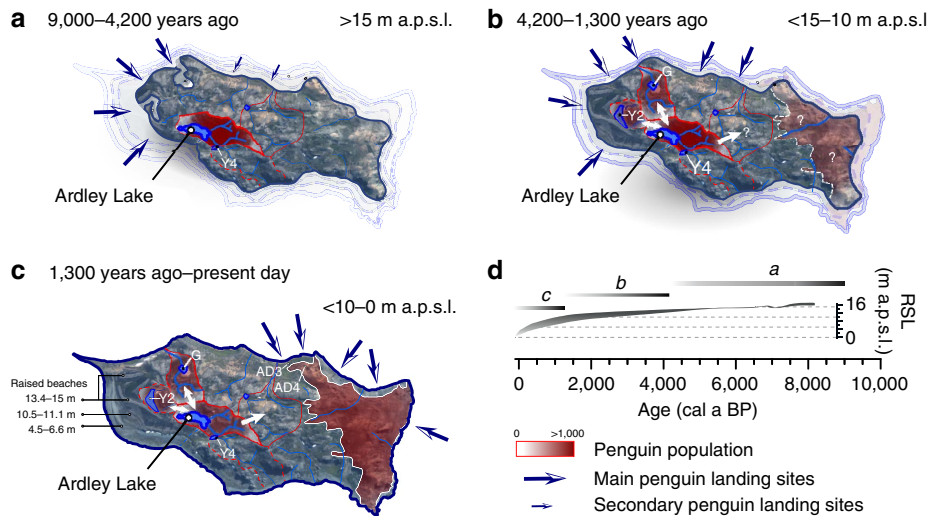 a 9,000–4,200 years ago >15 m a.p.s.l.
Y4
Ardley Lake
b 4,200–1,300 years ago <15–10 m a.p.s.l
G
Y2
?
?
?
Y4
Ardley Lake
c 1,300 years ago–present day
<10–0 m a.p.s.l.
G
AD3
AD4
Raised beaches
13.4–15 m
10.5–11.1 m
4.5–6.6 m
Y2
Y4
Ardley Lake
d
a
b
c
16
0
RSL
(m a.p.s.l.)
0 2,000 4,000 6,000 8,000 10,000
Age (cal a BP)
0 >1,000
Penguin population
Main penguin landing sites
Secondary penguin landing sites